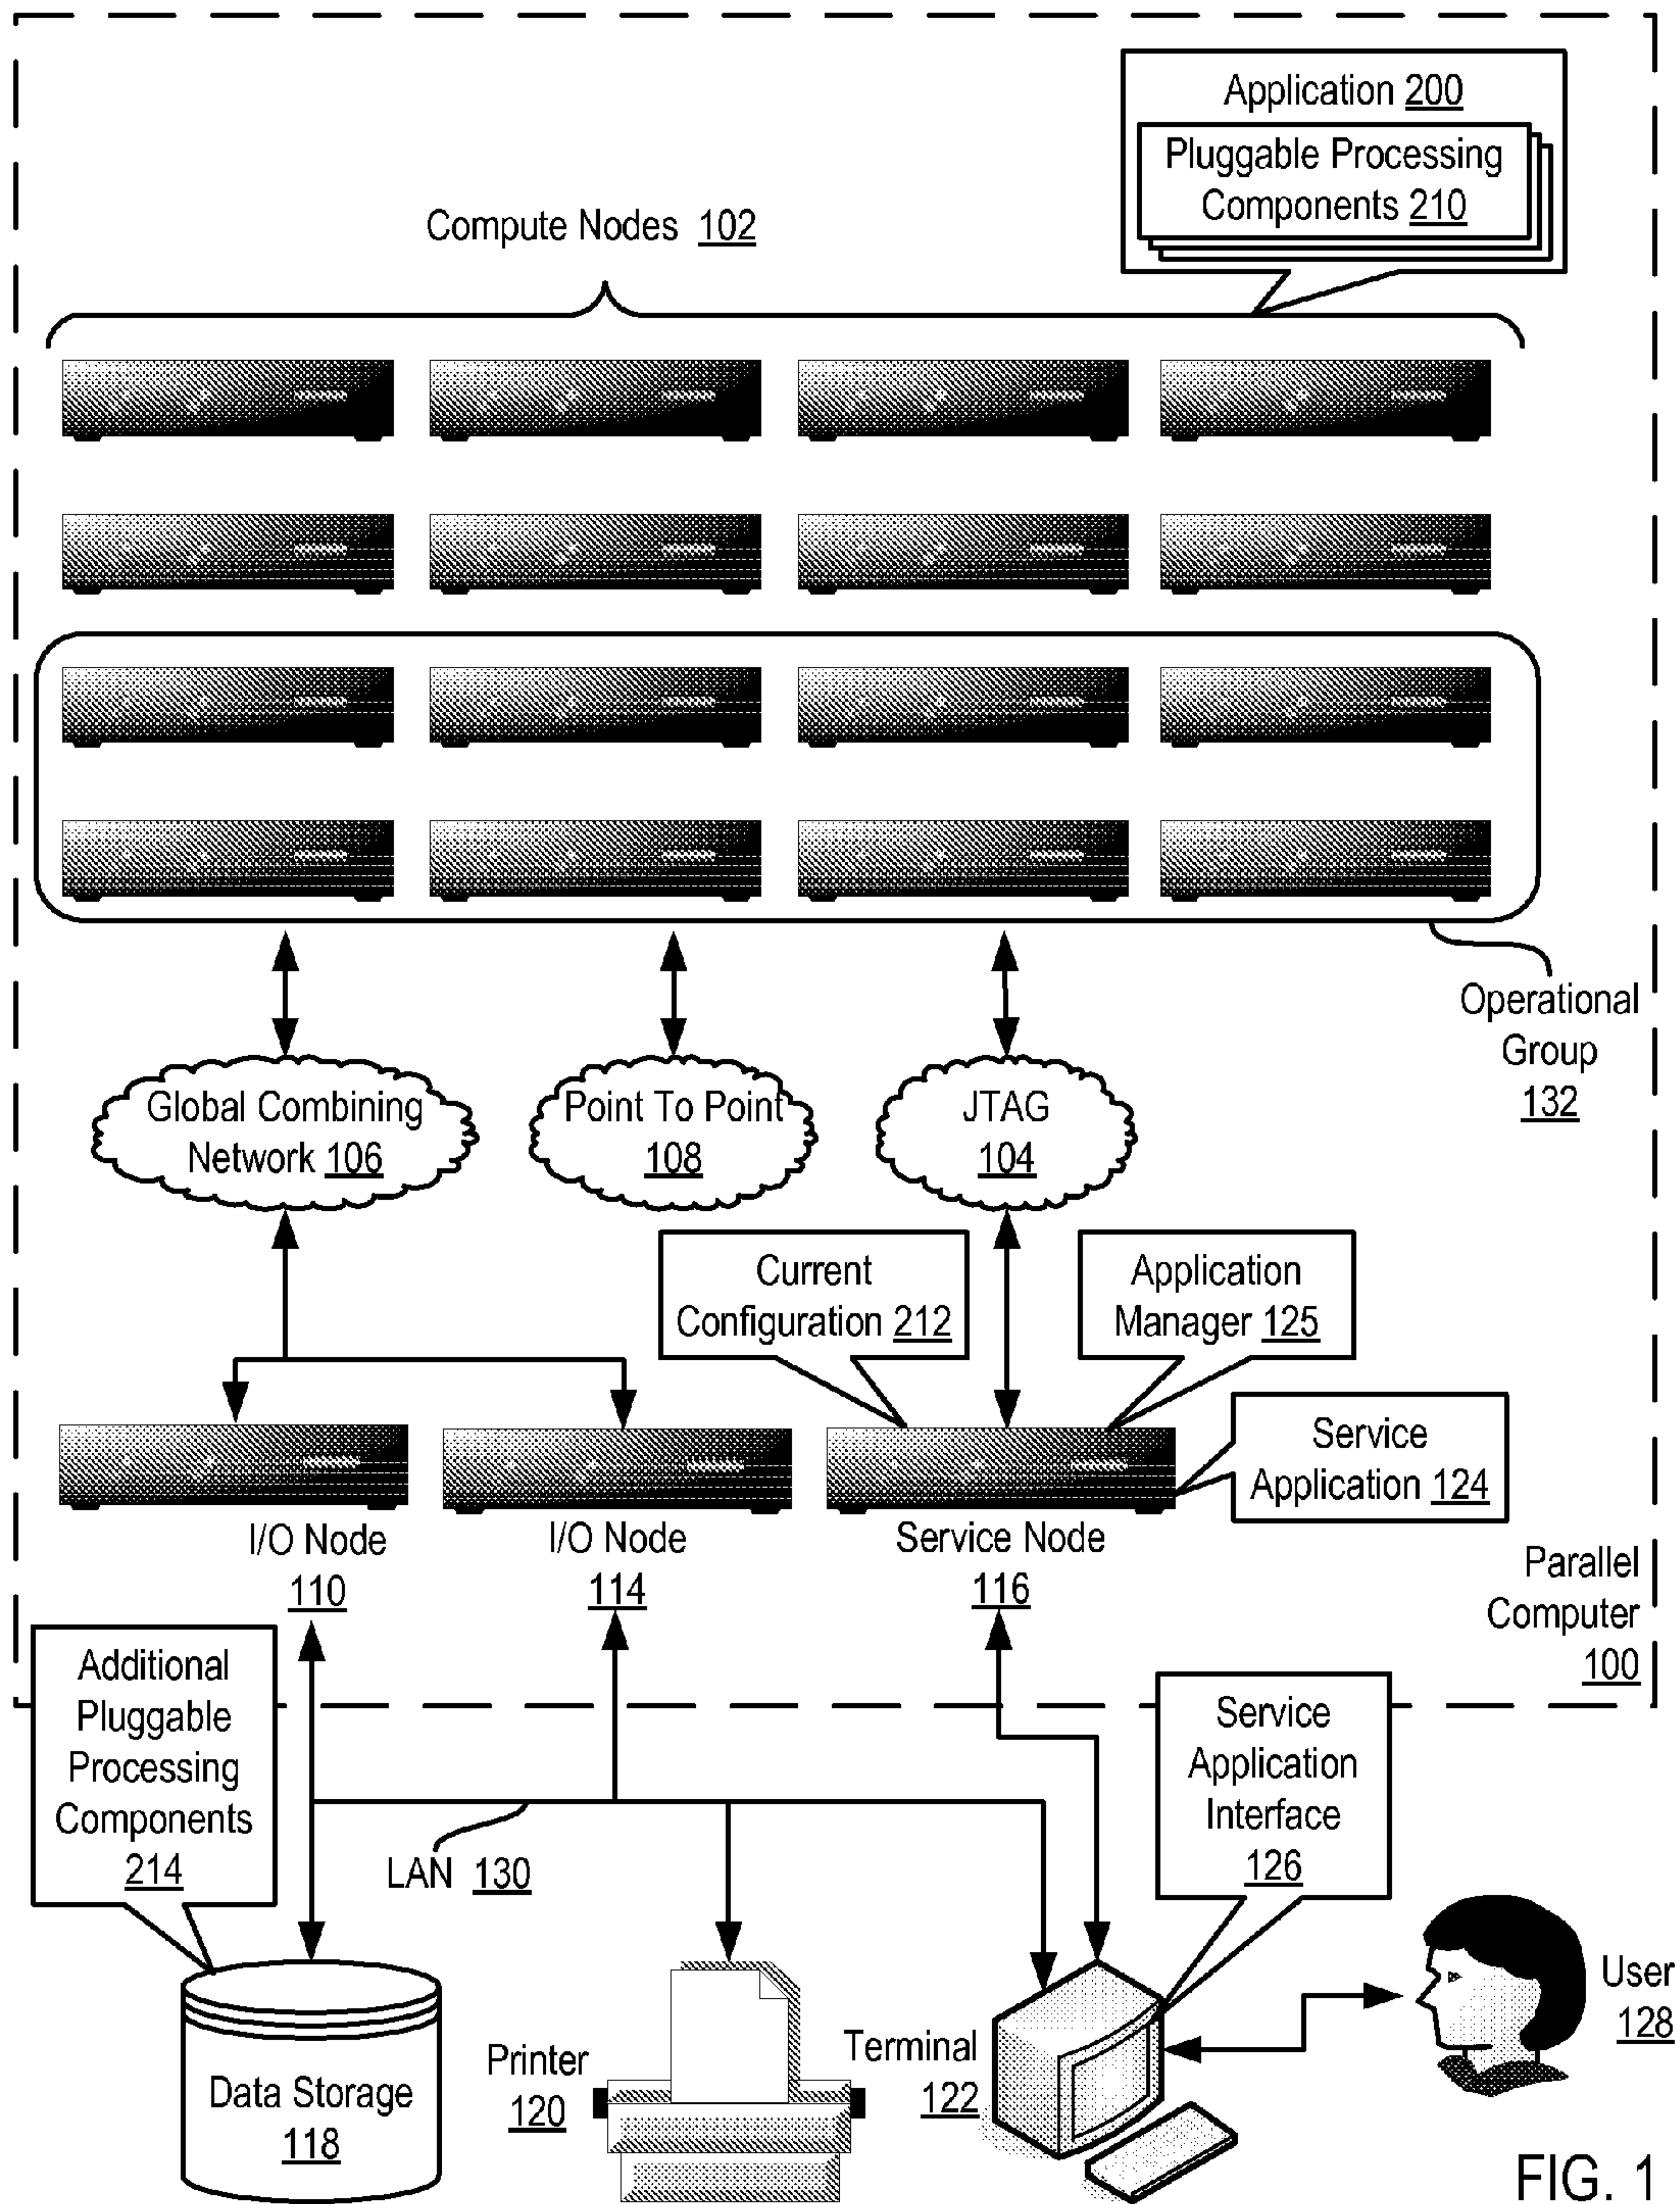 Application 200
Pluggable Processing
Components 210
Compute Nodes 102
Operational
Group
132
Global Combining
Network 106
Point To Point
108
JTAG
104
Current
Configuration 212
Application
Manager 125
Service
Application 124
I/O Node
110
I/O Node
114
Service Node
116
Parallel
Computer
100
Additional
Pluggable
Processing
Components
214
Service
Application
Interface
126
LAN 130
Data Storage
118
Printer
120
Terminal
122
User
128
FIG. 1